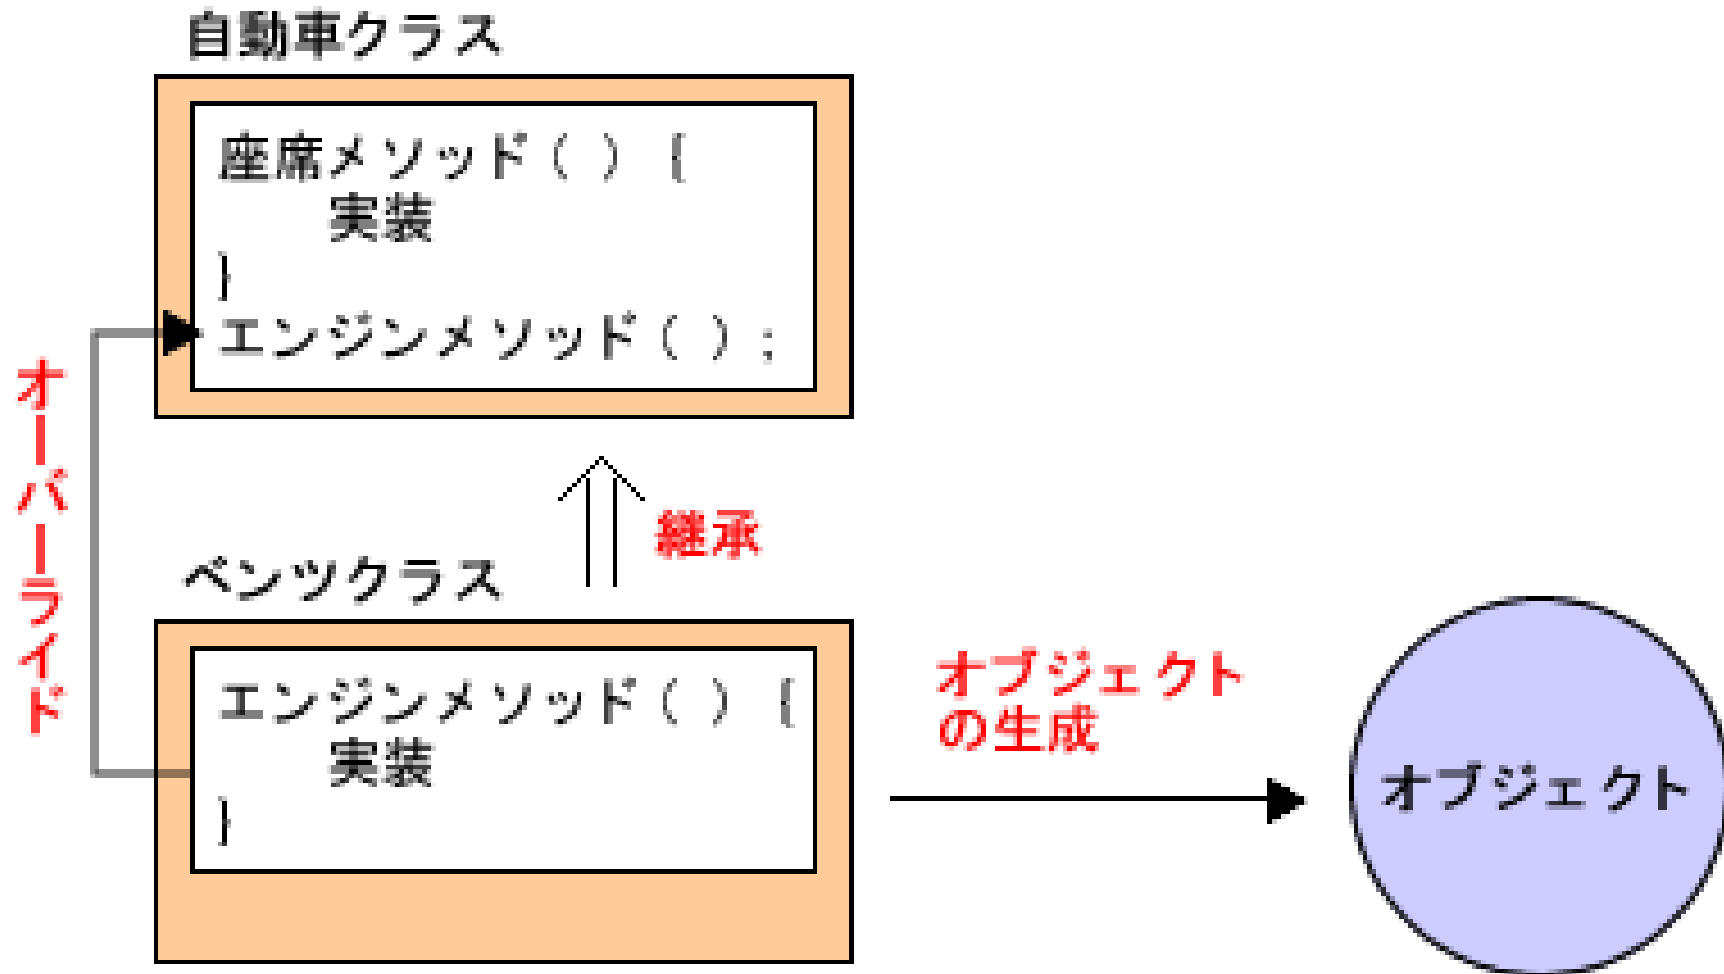 自動車クラス
座席メソッド( ) {
実装
}
エンジンメソッド( ) ;
オーバーライド
継承
ベンツクラス
エンジンメソッド( ) {
実装
}
オブジェクト
の生成
オブジェクト